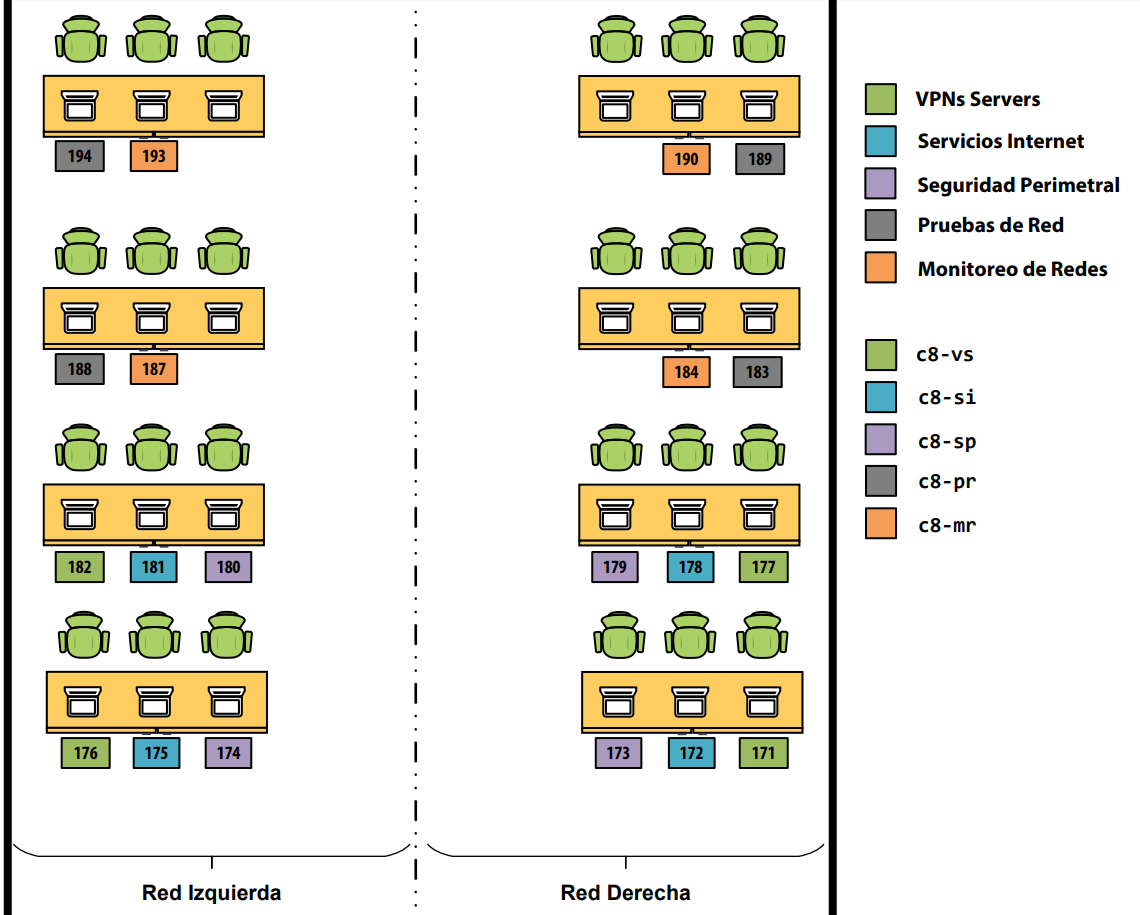 194 193
190 189
188 187
184 183
182 181 180
179 178 177
176 175 174
173 172 171
Red Izquierda
Red Derecha
VPNs Servers
Servicios Internet
Seguridad Perimetral
Pruebas de Red
Monitoreo de Redes
c8-vs
c8-si
c8-sp
c8-pr
c8-mr